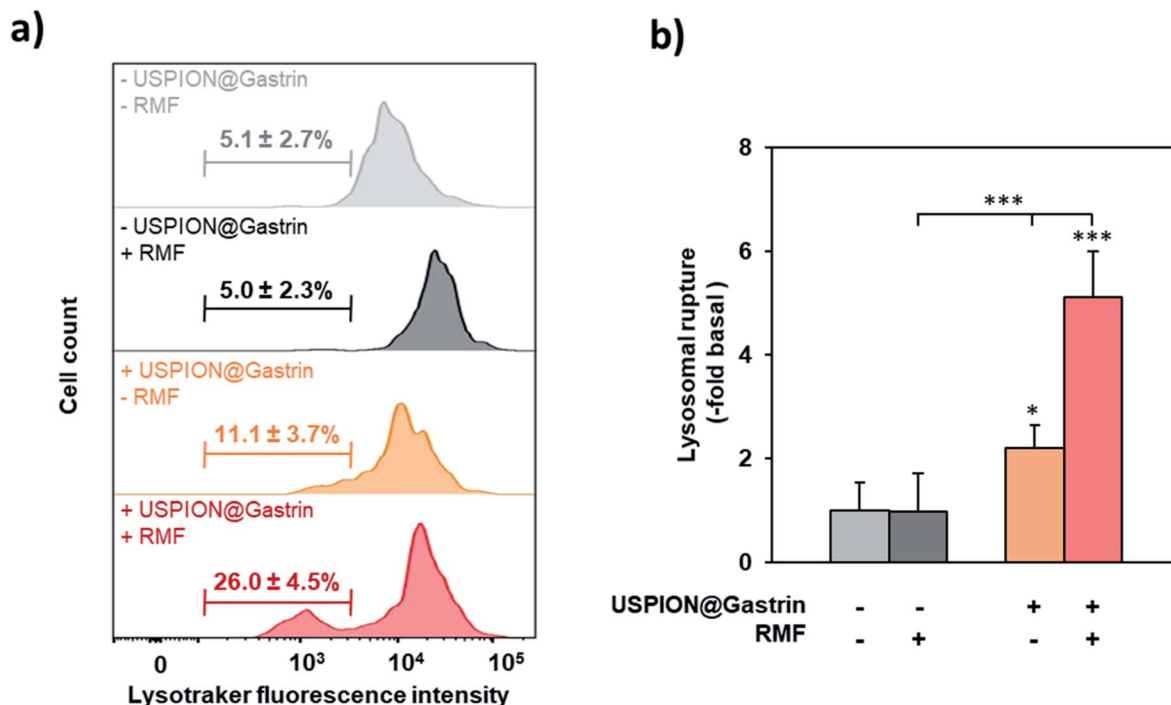 a)
- USPION@Gastrin
- RMF
5.1 ± 2.7%
- USPION@Gastrin
+ RMF
5.0 ± 2.3%
+ USPION@Gastrin
- RMF
11.1 ± 3.7%
+ USPION@Gastrin
+ RMF
26.0 ± 4.5%
Cell count
0 10³ 10⁴ 10⁵
Lysotraker fluorescence intensity
b)
Lysosomal rupture
(-fold basal)
8
6
4
2
0
***
***
*
USPION@Gastrin - - + +
RMF - + - +